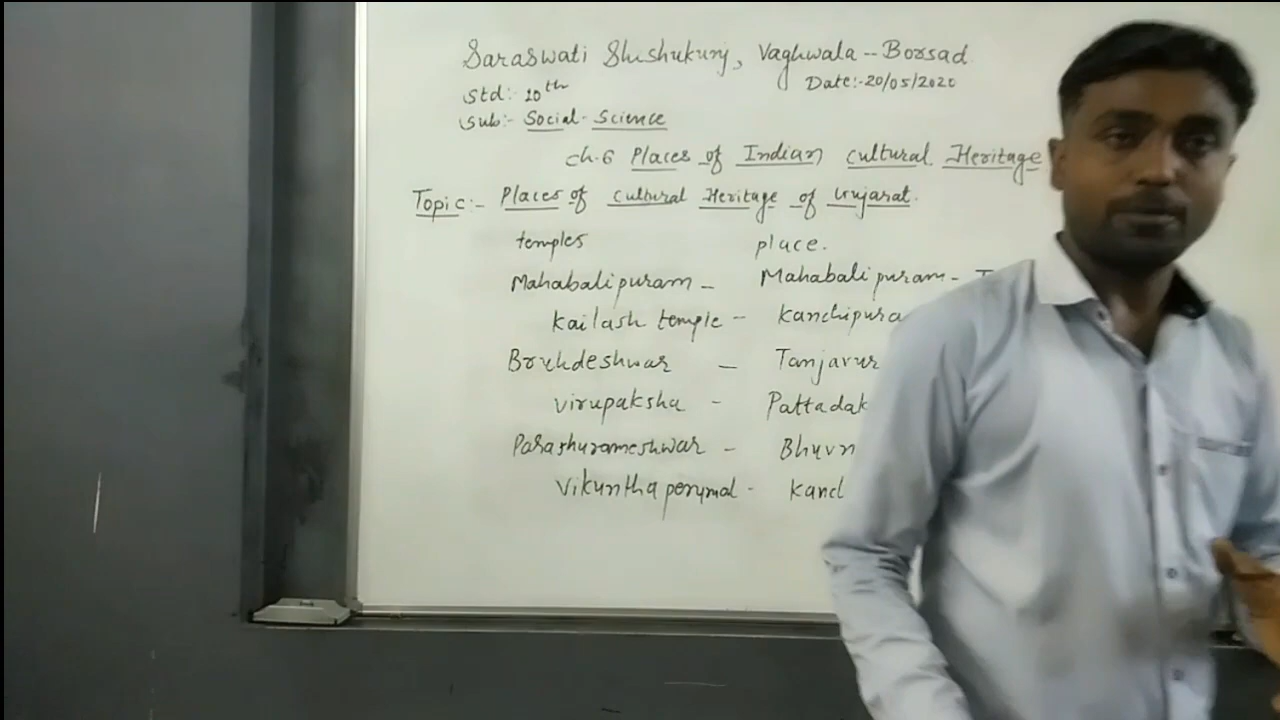 Saraswati Shishukunj, Vaghwala -- Borsad
Date:- 20/05/2020
Std:- 10th
Sub:- Social - Science
ch. 6 Places of Indian cultural Heritage
Topic:- Places of cultural Heritage of Gujarat.
temples place.
Mahabalipuram - Mahabalipuram - T
Kailash temple - Kanchipura
Brihdeshwar - Tanjavur
Virupaksha - Pattadak
Parashurameshwar - Bhuvn
Vikuntha perumal - Kanc